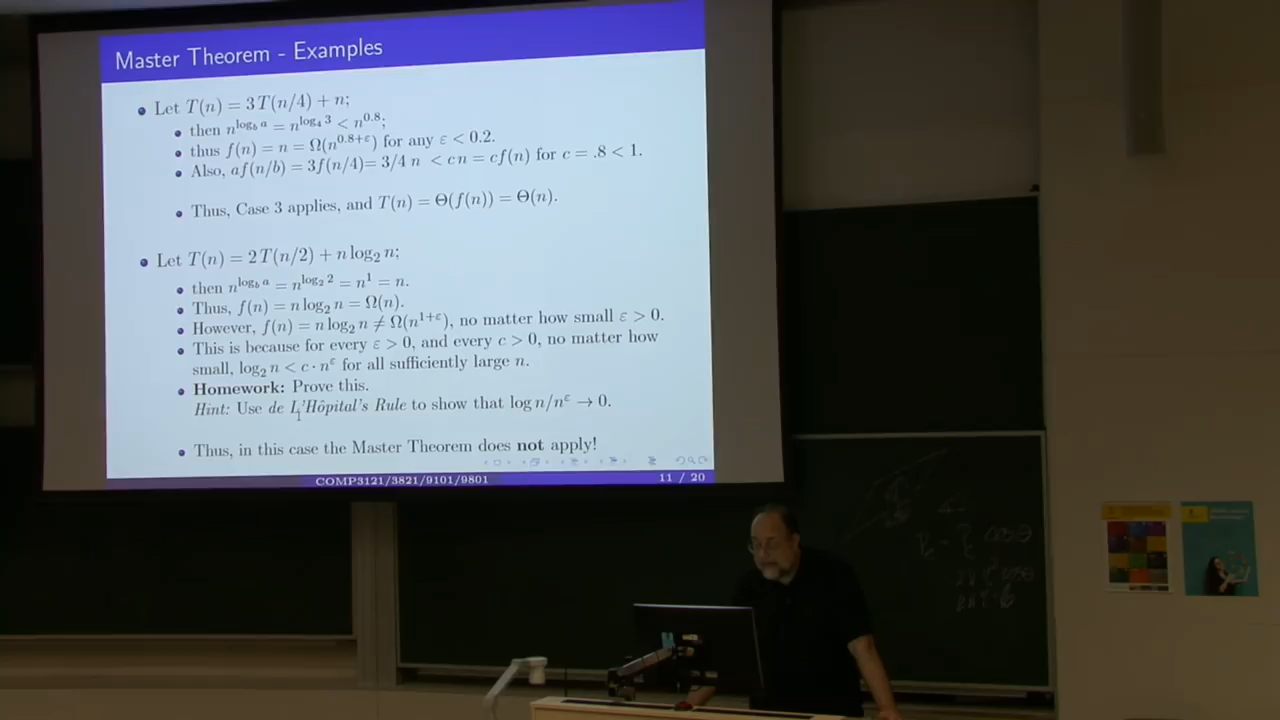 Master Theorem - Examples
Let T(n) = 3T(n/4) + n;
then n^{log_b a} = n^{log_4 3} < n^{0.8};
thus f(n) = n = Ω(n^{0.8+ε}) for any ε < 0.2.
Also, af(n/b) = 3f(n/4)= 3/4 n < cn = cf(n) for c = .8 < 1.
Thus, Case 3 applies, and T(n) = Θ(f(n)) = Θ(n).
Let T(n) = 2T(n/2) + n log₂ n;
then n^{log_b a} = n^{log_2 2} = n¹ = n.
Thus, f(n) = n log₂ n = Ω(n).
However, f(n) = n log₂ n ≠ Ω(n^{1+ε}), no matter how small ε > 0.
This is because for every ε > 0, and every c > 0, no matter how
small, log₂ n < c · n^ε for all sufficiently large n.
Homework: Prove this.
Hint: Use de L'Hôpital's Rule to show that log n/n^ε → 0.
Thus, in this case the Master Theorem does not apply!
COMP3121/3821/9101/9801
11 / 20